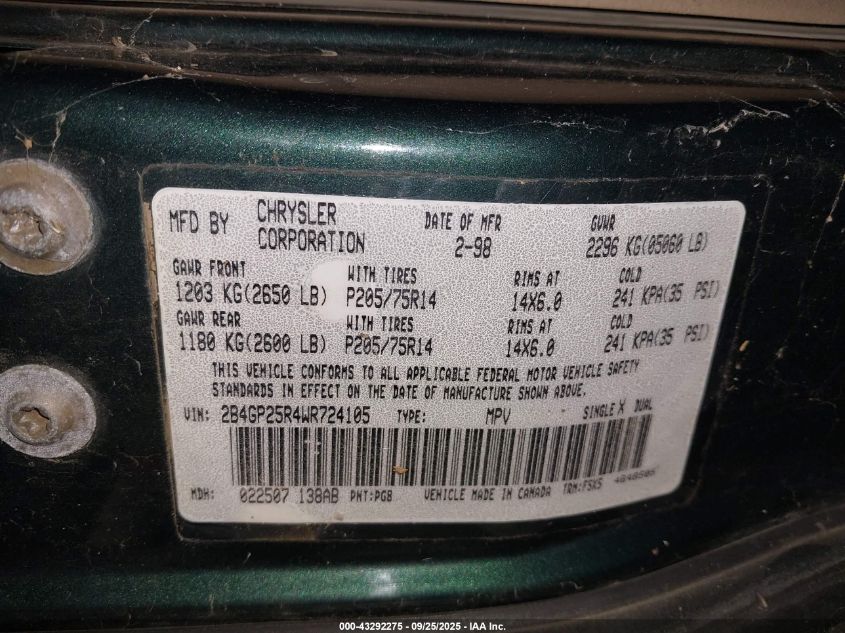 MFD BY CHRYSLER CORPORATION DATE OF MFR 2-98 GVWR 2296 KG(05060 LB)
GAWR FRONT WITH TIRES RIMS AT COLD
1203 KG(2650 LB) P205/75R14 14X6.0 241 KPA(35 PSI)
GAWR REAR WITH TIRES RIMS AT COLD
1180 KG(2600 LB) P205/75R14 14X6.0 241 KPA(35 PSI)
THIS VEHICLE CONFORMS TO ALL APPLICABLE FEDERAL MOTOR VEHICLE SAFETY
STANDARDS IN EFFECT ON THE DATE OF MANUFACTURE SHOWN ABOVE.
VIN: 2B4GP25R4WR724105 TYPE: MPV SINGLE X DUAL
MDH: 022507 138AB PNT:PG8 VEHICLE MADE IN CANADA TRM:FSXS 4848505
000-43292275 - 09/25/2025 - IAA Inc.